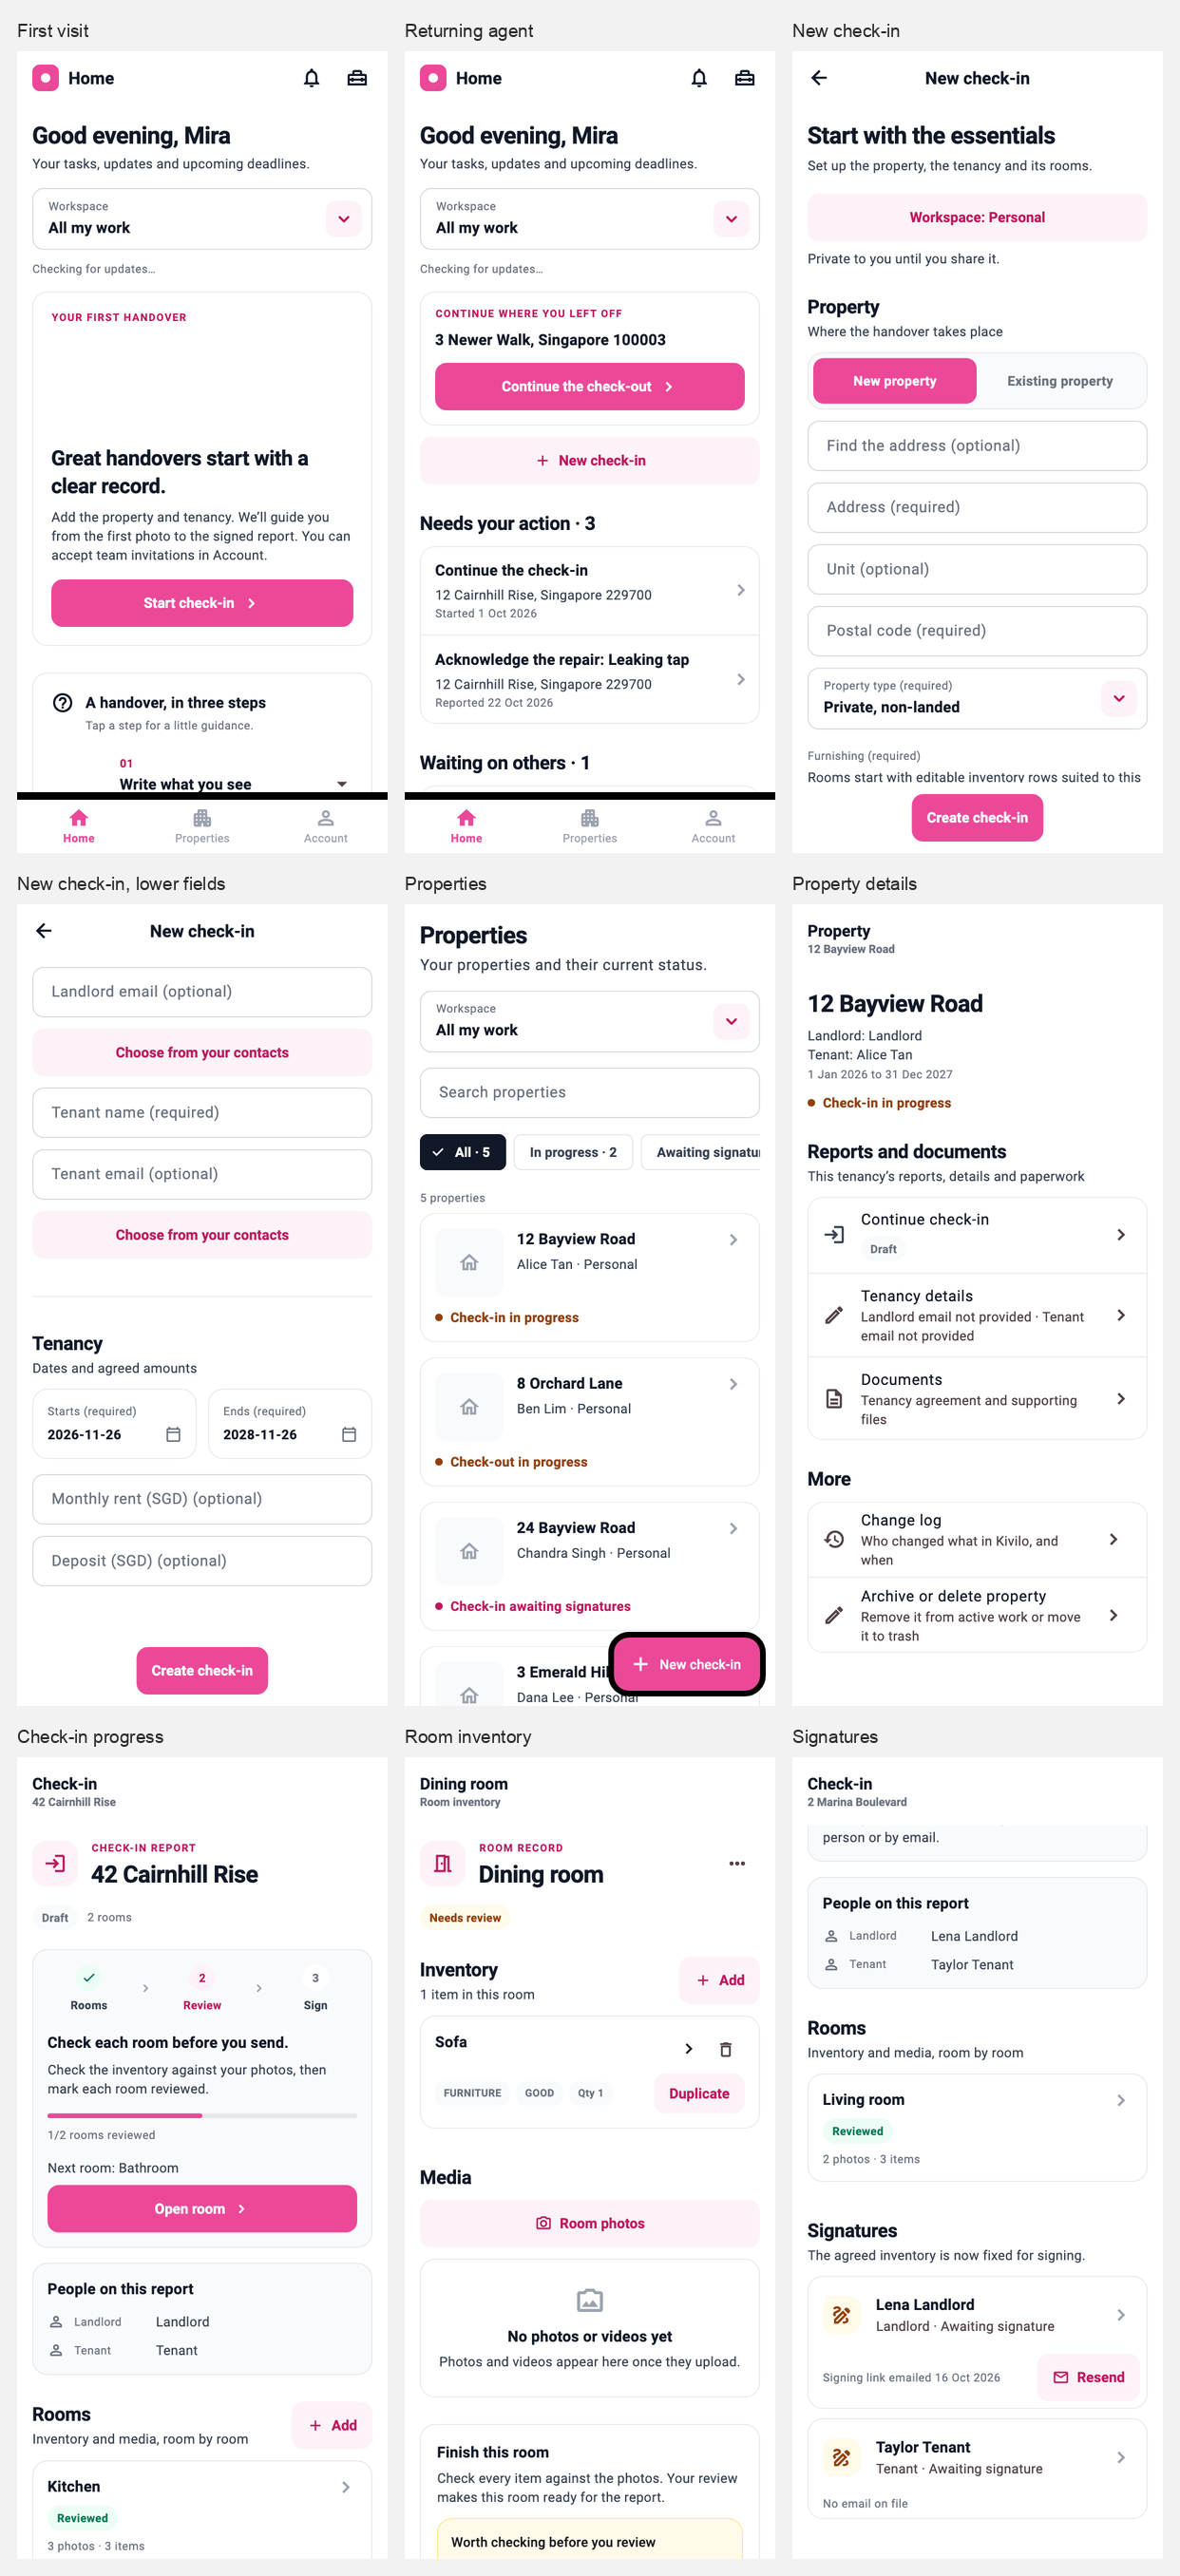 First visit
Home
Good evening, Mira
Your tasks, updates and upcoming deadlines.
Workspace
All my work
Checking for updates...
YOUR FIRST HANDOVER
Great handovers start with a
clear record.
Add the property and tenancy. We'll guide you
from the first photo to the signed report. You can
accept team invitations in Account.
Start check-in
A handover, in three steps
Tap a step for a little guidance.
01
Write what you see
Home
Properties
Account
Returning agent
Home
Good evening, Mira
Your tasks, updates and upcoming deadlines.
Workspace
All my work
Checking for updates...
CONTINUE WHERE YOU LEFT OFF
3 Newer Walk, Singapore 100003
Continue the check-out
+ New check-in
Needs your action · 3
Continue the check-in
12 Cairnhill Rise, Singapore 229700
Started 1 Oct 2026
Acknowledge the repair: Leaking tap
12 Cairnhill Rise, Singapore 229700
Reported 22 Oct 2026
Waiting on others · 1
Home
Properties
Account
New check-in
New check-in
Start with the essentials
Set up the property, the tenancy and its rooms.
Workspace: Personal
Private to you until you share it.
Property
Where the handover takes place
New property
Existing property
Find the address (optional)
Address (required)
Unit (optional)
Postal code (required)
Property type (required)
Private, non-landed
Furnishing (required)
Rooms start with editable inventory rows suited to this
Create check-in
New check-in, lower fields
New check-in
Landlord email (optional)
Choose from your contacts
Tenant name (required)
Tenant email (optional)
Choose from your contacts
Tenancy
Dates and agreed amounts
Starts (required)
2026-11-26
Ends (required)
2028-11-26
Monthly rent (SGD) (optional)
Deposit (SGD) (optional)
Create check-in
Properties
Properties
Your properties and their current status.
Workspace
All my work
Search properties
All · 5
In progress · 2
Awaiting signatur
5 properties
12 Bayview Road
Alice Tan · Personal
Check-in in progress
8 Orchard Lane
Ben Lim · Personal
Check-out in progress
24 Bayview Road
Chandra Singh · Personal
Check-in awaiting signatures
3 Emerald Hil
Dana Lee · Personal
+ New check-in
Property details
Property
12 Bayview Road
12 Bayview Road
Landlord: Landlord
Tenant: Alice Tan
1 Jan 2026 to 31 Dec 2027
Check-in in progress
Reports and documents
This tenancy's reports, details and paperwork
Continue check-in
Draft
Tenancy details
Landlord email not provided · Tenant
email not provided
Documents
Tenancy agreement and supporting
files
More
Change log
Who changed what in Kivilo, and
when
Archive or delete property
Remove it from active work or move
it to trash
Check-in progress
Check-in
42 Cairnhill Rise
CHECK-IN REPORT
42 Cairnhill Rise
Draft
2 rooms
2
3
Rooms
Review
Sign
Check each room before you send.
Check the inventory against your photos, then
mark each room reviewed.
1/2 rooms reviewed
Next room: Bathroom
Open room
People on this report
Landlord
Landlord
Tenant
Tenant
Rooms
Inventory and media, room by room
+ Add
Kitchen
Reviewed
3 photos · 3 items
Room inventory
Dining room
Room inventory
ROOM RECORD
Dining room
Needs review
Inventory
1 item in this room
+ Add
Sofa
FURNITURE
GOOD
Qty 1
Duplicate
Media
Room photos
No photos or videos yet
Photos and videos appear here once they upload.
Finish this room
Check every item against the photos. Your review
makes this room ready for the report.
Worth checking before you review
Signatures
Check-in
2 Marina Boulevard
person or by email.
People on this report
Landlord
Lena Landlord
Tenant
Taylor Tenant
Rooms
Inventory and media, room by room
Living room
Reviewed
2 photos · 3 items
Signatures
The agreed inventory is now fixed for signing.
Lena Landlord
Landlord · Awaiting signature
Signing link emailed 16 Oct 2026
Resend
Taylor Tenant
Tenant · Awaiting signature
No email on file